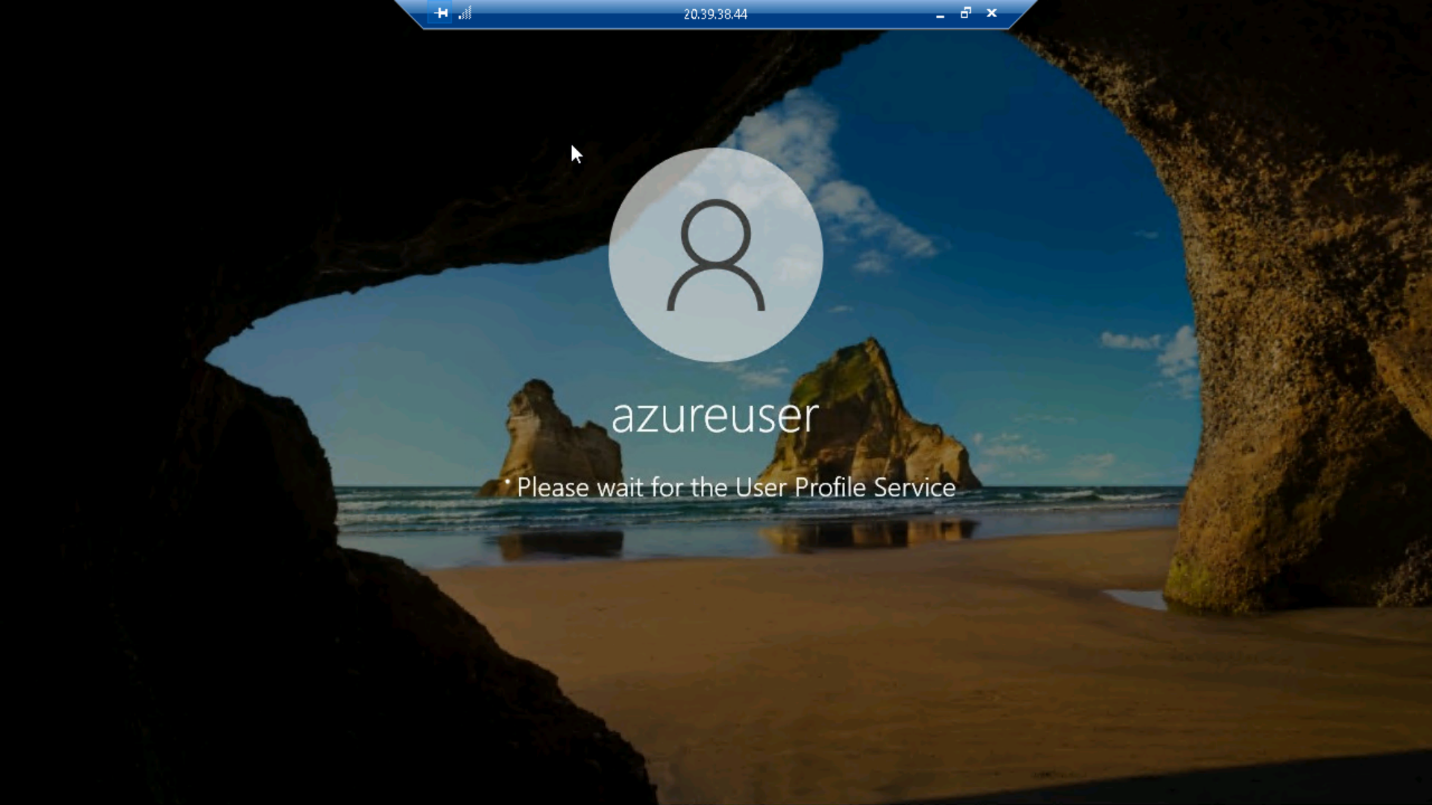 20.39.38.44
azureuser
Please wait for the User Profile Service